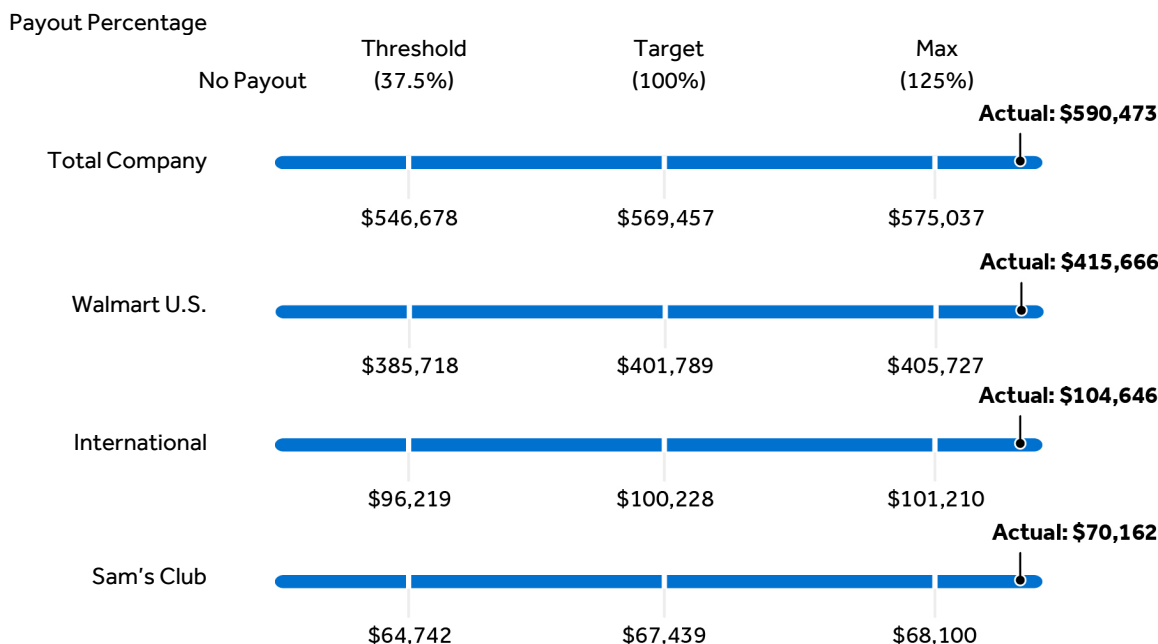 Payout Percentage
Threshold Target Max
No Payout (37.5%) (100%) (125%)
Actual: $590,473
Total Company
$546,678 $569,457 $575,037
Actual: $415,666
Walmart U.S.
$385,718 $401,789 $405,727
Actual: $104,646
International
$96,219 $100,228 $101,210
Actual: $70,162
Sam's Club
$64,742 $67,439 $68,100